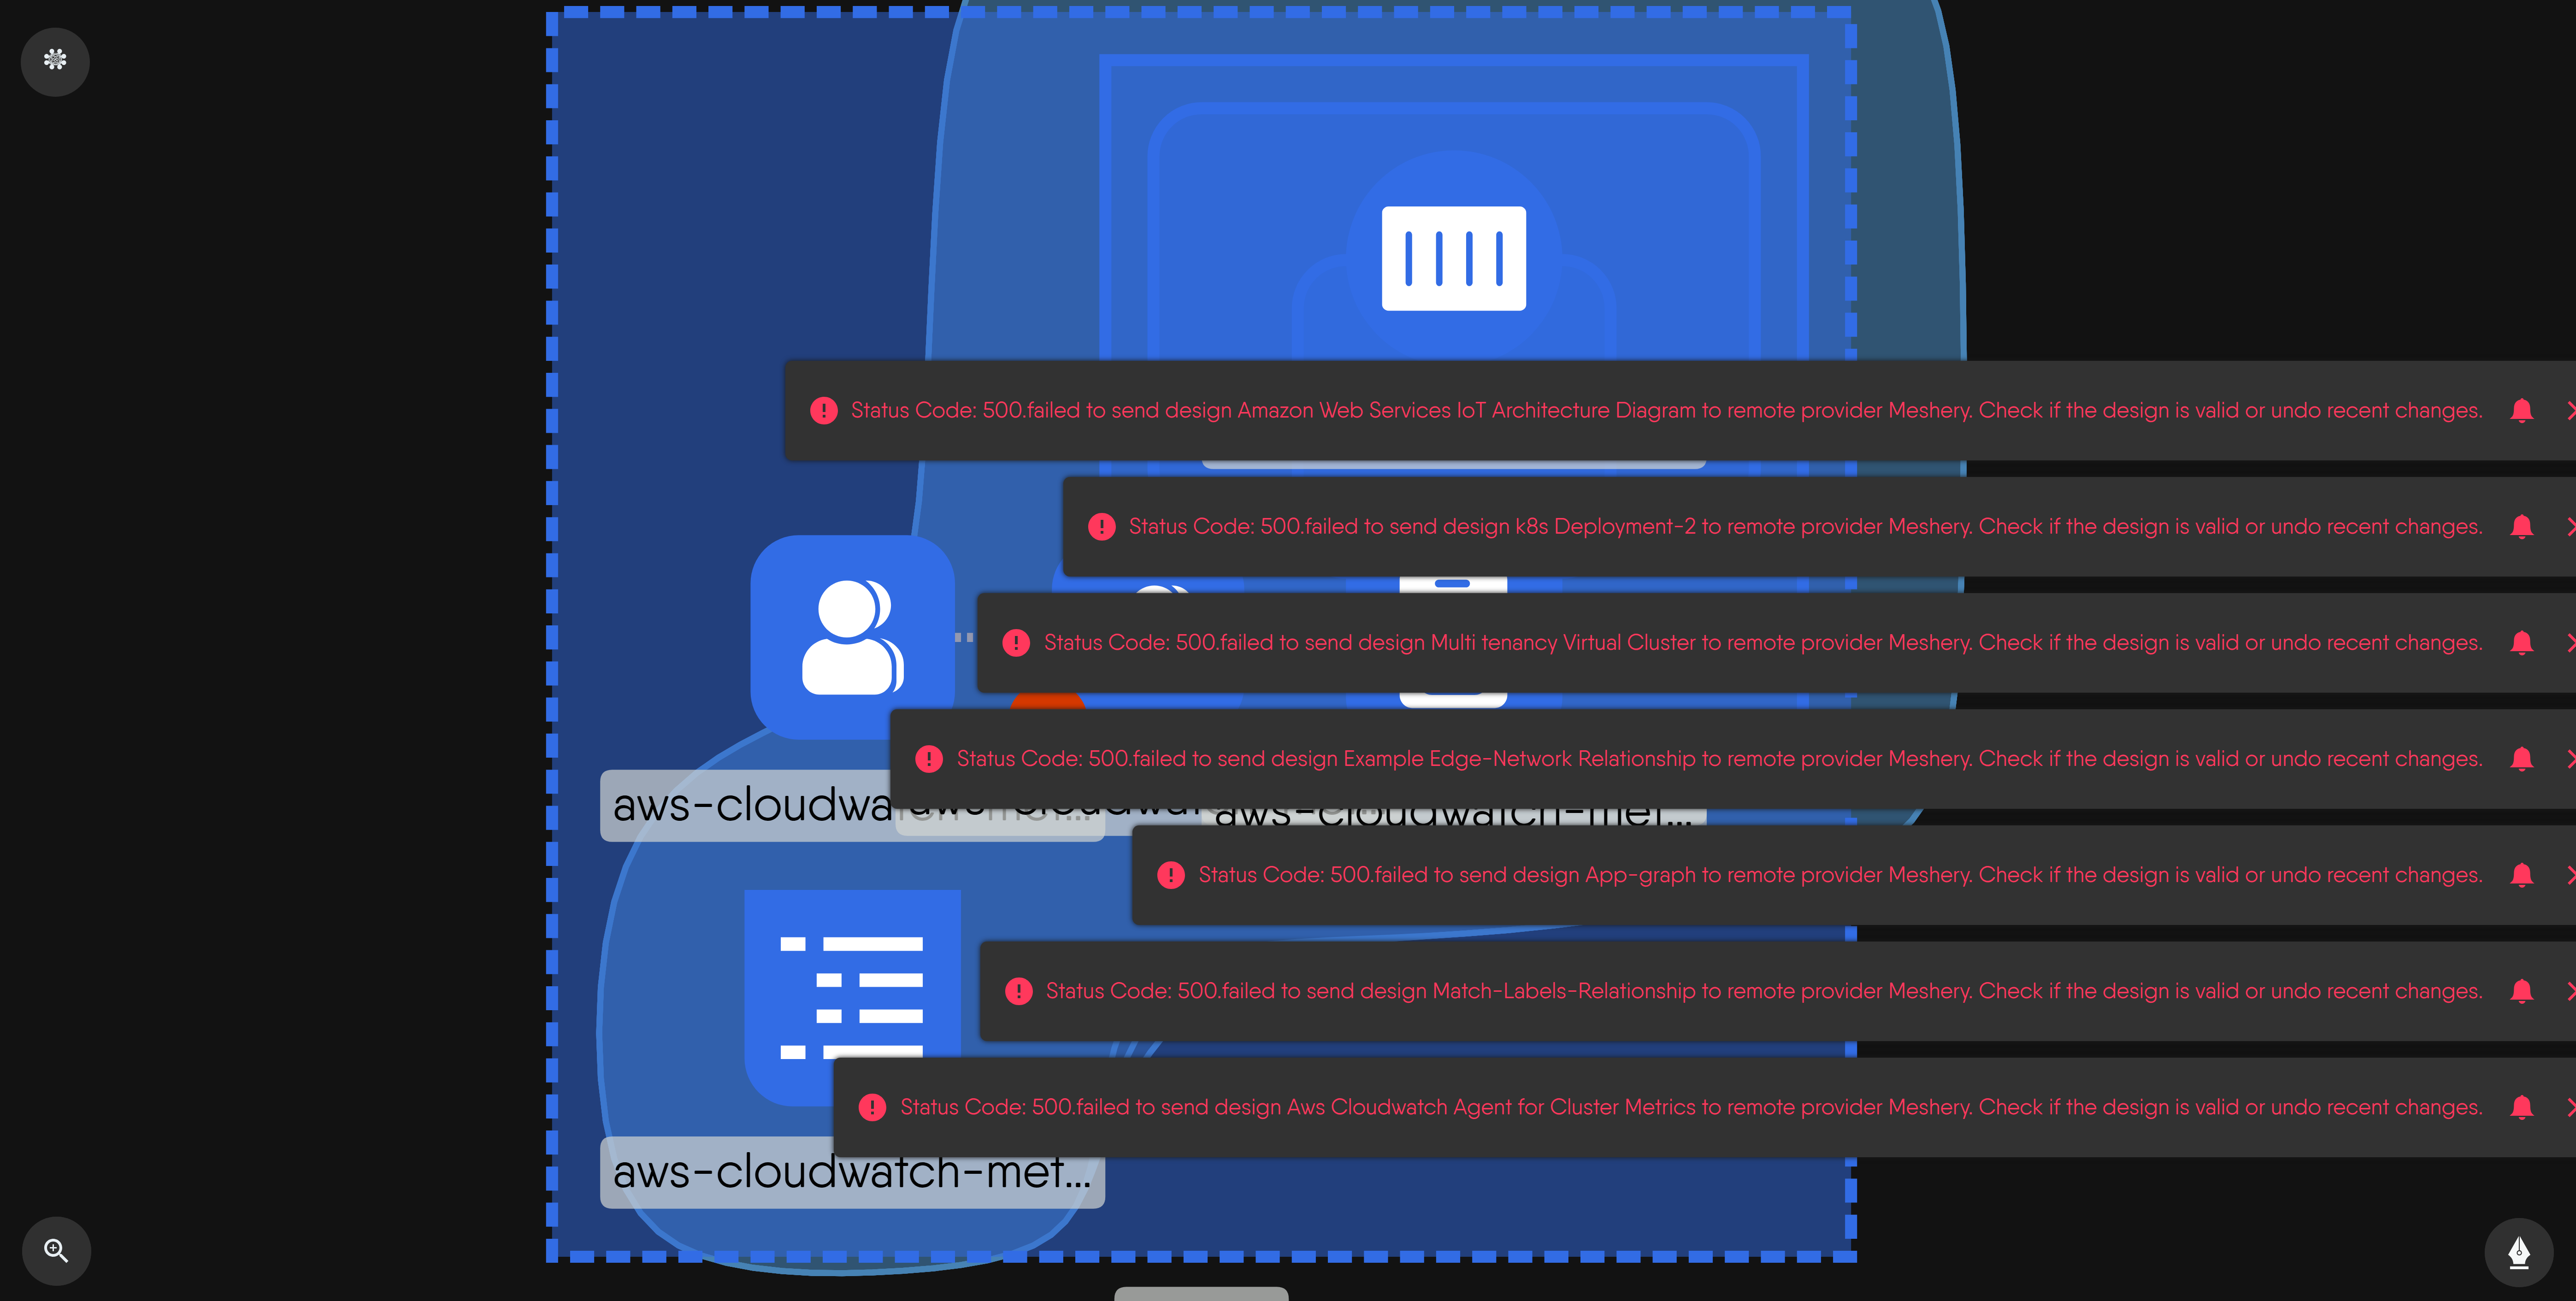 Status Code: 500.failed to send design Amazon Web Services IoT Architecture Diagram to remote provider Meshery. Check if the design is valid or undo recent changes.
Status Code: 500.failed to send design k8s Deployment-2 to remote provider Meshery. Check if the design is valid or undo recent changes.
Status Code: 500.failed to send design Multi tenancy Virtual Cluster to remote provider Meshery. Check if the design is valid or undo recent changes.
Status Code: 500.failed to send design Example Edge-Network Relationship to remote provider Meshery. Check if the design is valid or undo recent changes.
aws-cloudwa
aws-cloudwatch-met...
Status Code: 500.failed to send design App-graph to remote provider Meshery. Check if the design is valid or undo recent changes.
Status Code: 500.failed to send design Match-Labels-Relationship to remote provider Meshery. Check if the design is valid or undo recent changes.
Status Code: 500.failed to send design Aws Cloudwatch Agent for Cluster Metrics to remote provider Meshery. Check if the design is valid or undo recent changes.
aws-cloudwatch-met...